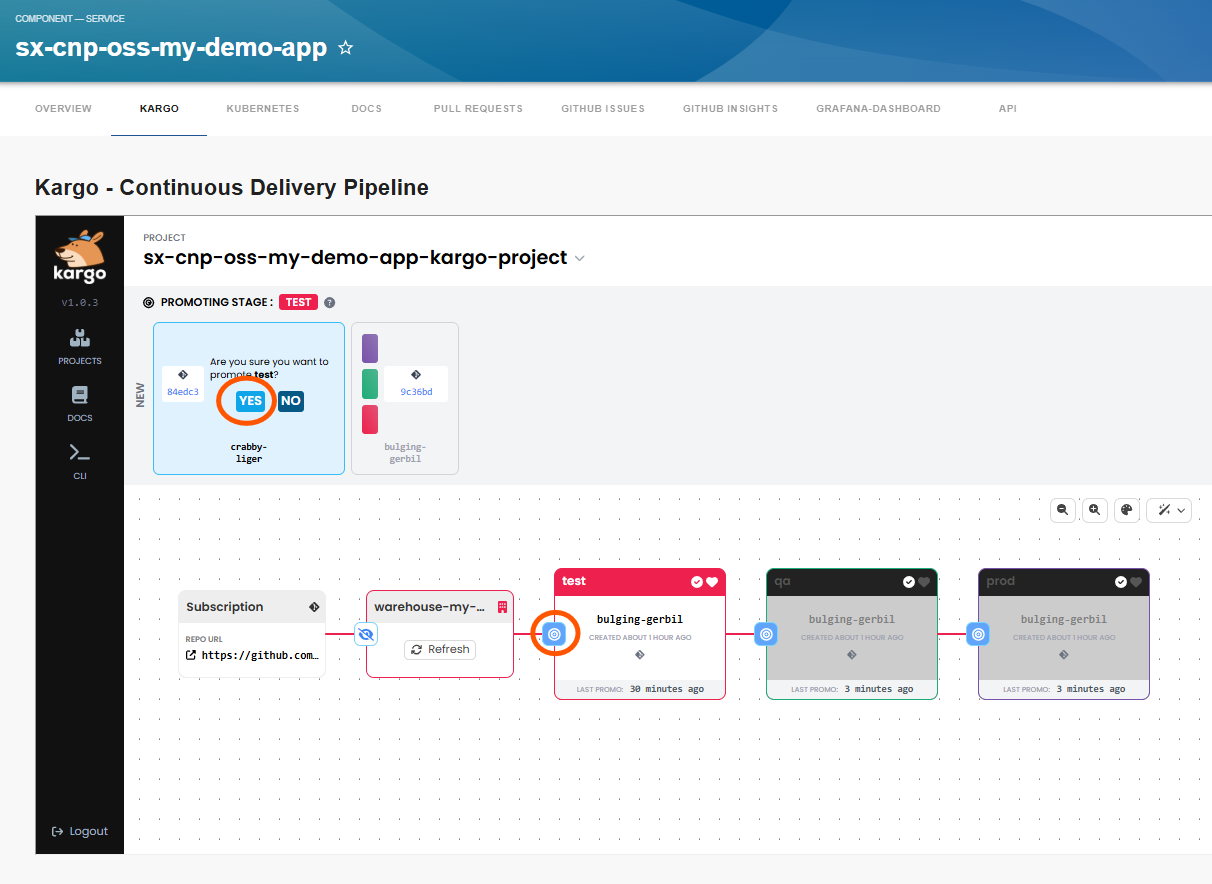 COMPONENT — SERVICE
sx-cnp-oss-my-demo-app
OVERVIEW KARGO KUBERNETES DOCS PULL REQUESTS GITHUB ISSUES GITHUB INSIGHTS GRAFANA-DASHBOARD API
Kargo - Continuous Delivery Pipeline
kargo
v1.0.3
PROJECTS
DOCS
CLI
Logout
PROJECT
sx-cnp-oss-my-demo-app-kargo-project
PROMOTING STAGE : TEST ?
NEW
84edc3
Are you sure you want to
promote test?
YES NO
crabby-
liger
9c36bd
bulging-
gerbil
Subscription
REPO URL
https://github.com…
warehouse-my-...
Refresh
test
bulging-gerbil
CREATED ABOUT 1 HOUR AGO
LAST PROMO: 30 minutes ago
qa
bulging-gerbil
CREATED ABOUT 1 HOUR AGO
LAST PROMO: 3 minutes ago
prod
bulging-gerbil
CREATED ABOUT 1 HOUR AGO
LAST PROMO: 3 minutes ago